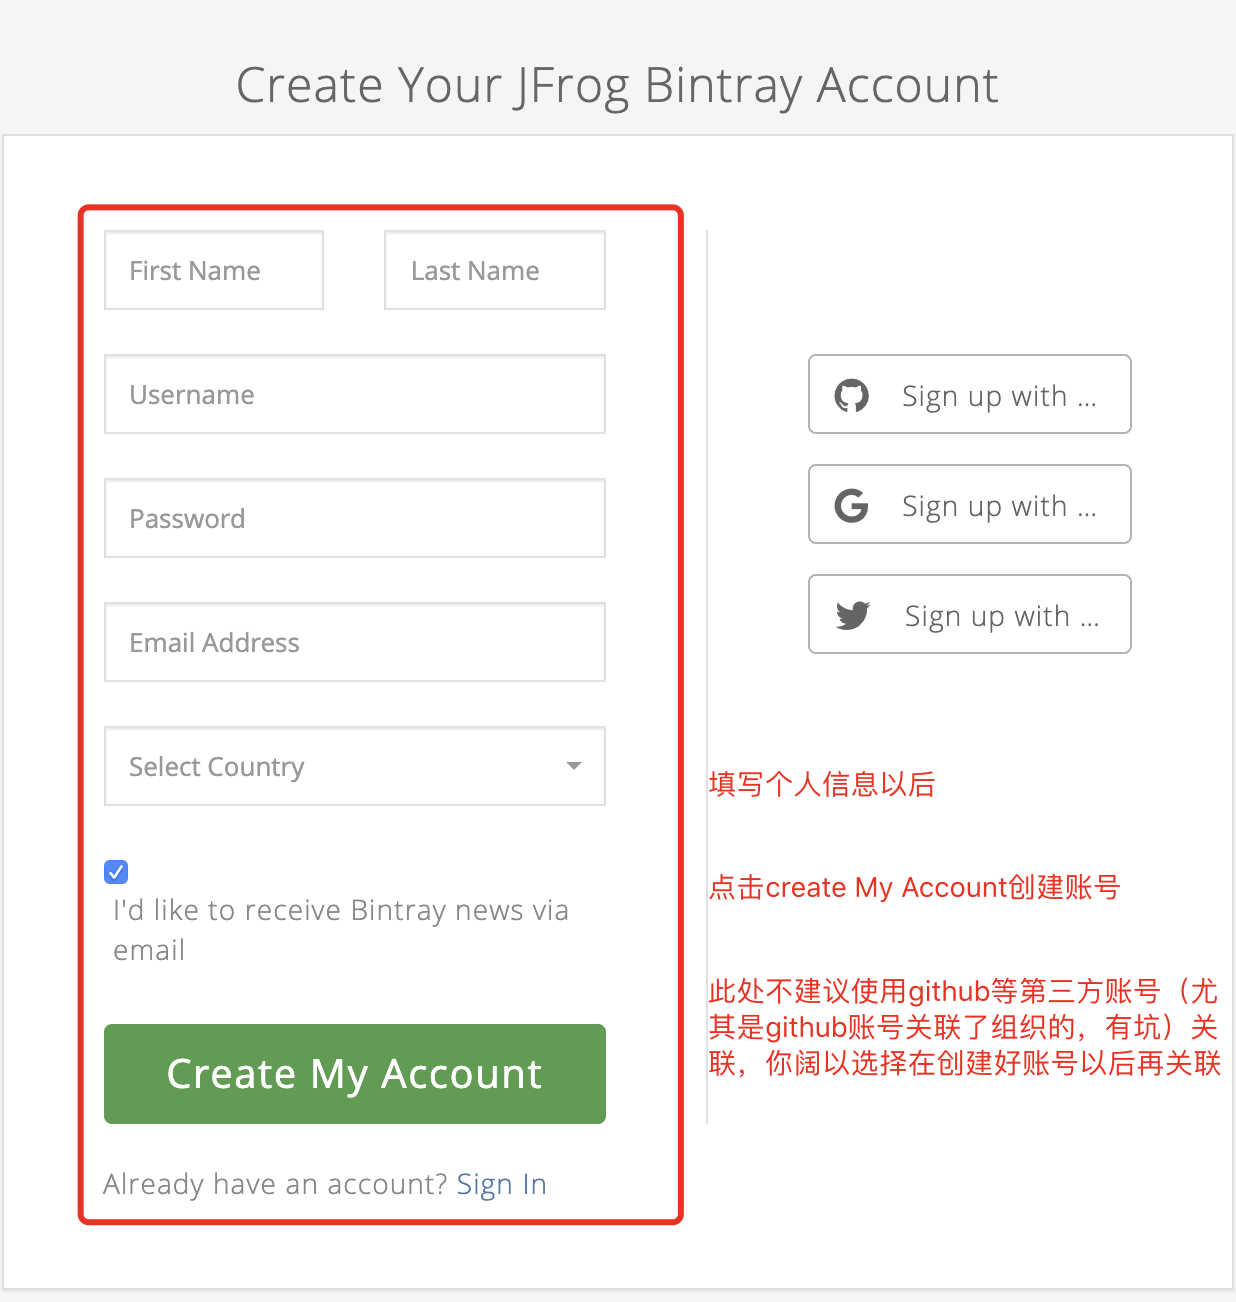 Create Your JFrog Bintray Account
First Name
Last Name
Username
Password
Email Address
Select Country
I'd like to receive Bintray news via
email
Create My Account
Already have an account? Sign In
Sign up with ...
Sign up with ...
Sign up with ...
填写个人信息以后
点击create My Account创建账号
此处不建议使用github等第三方账号（尤
其是github账号关联了组织的，有坑）关
联，你阔以选择在创建好账号以后再关联